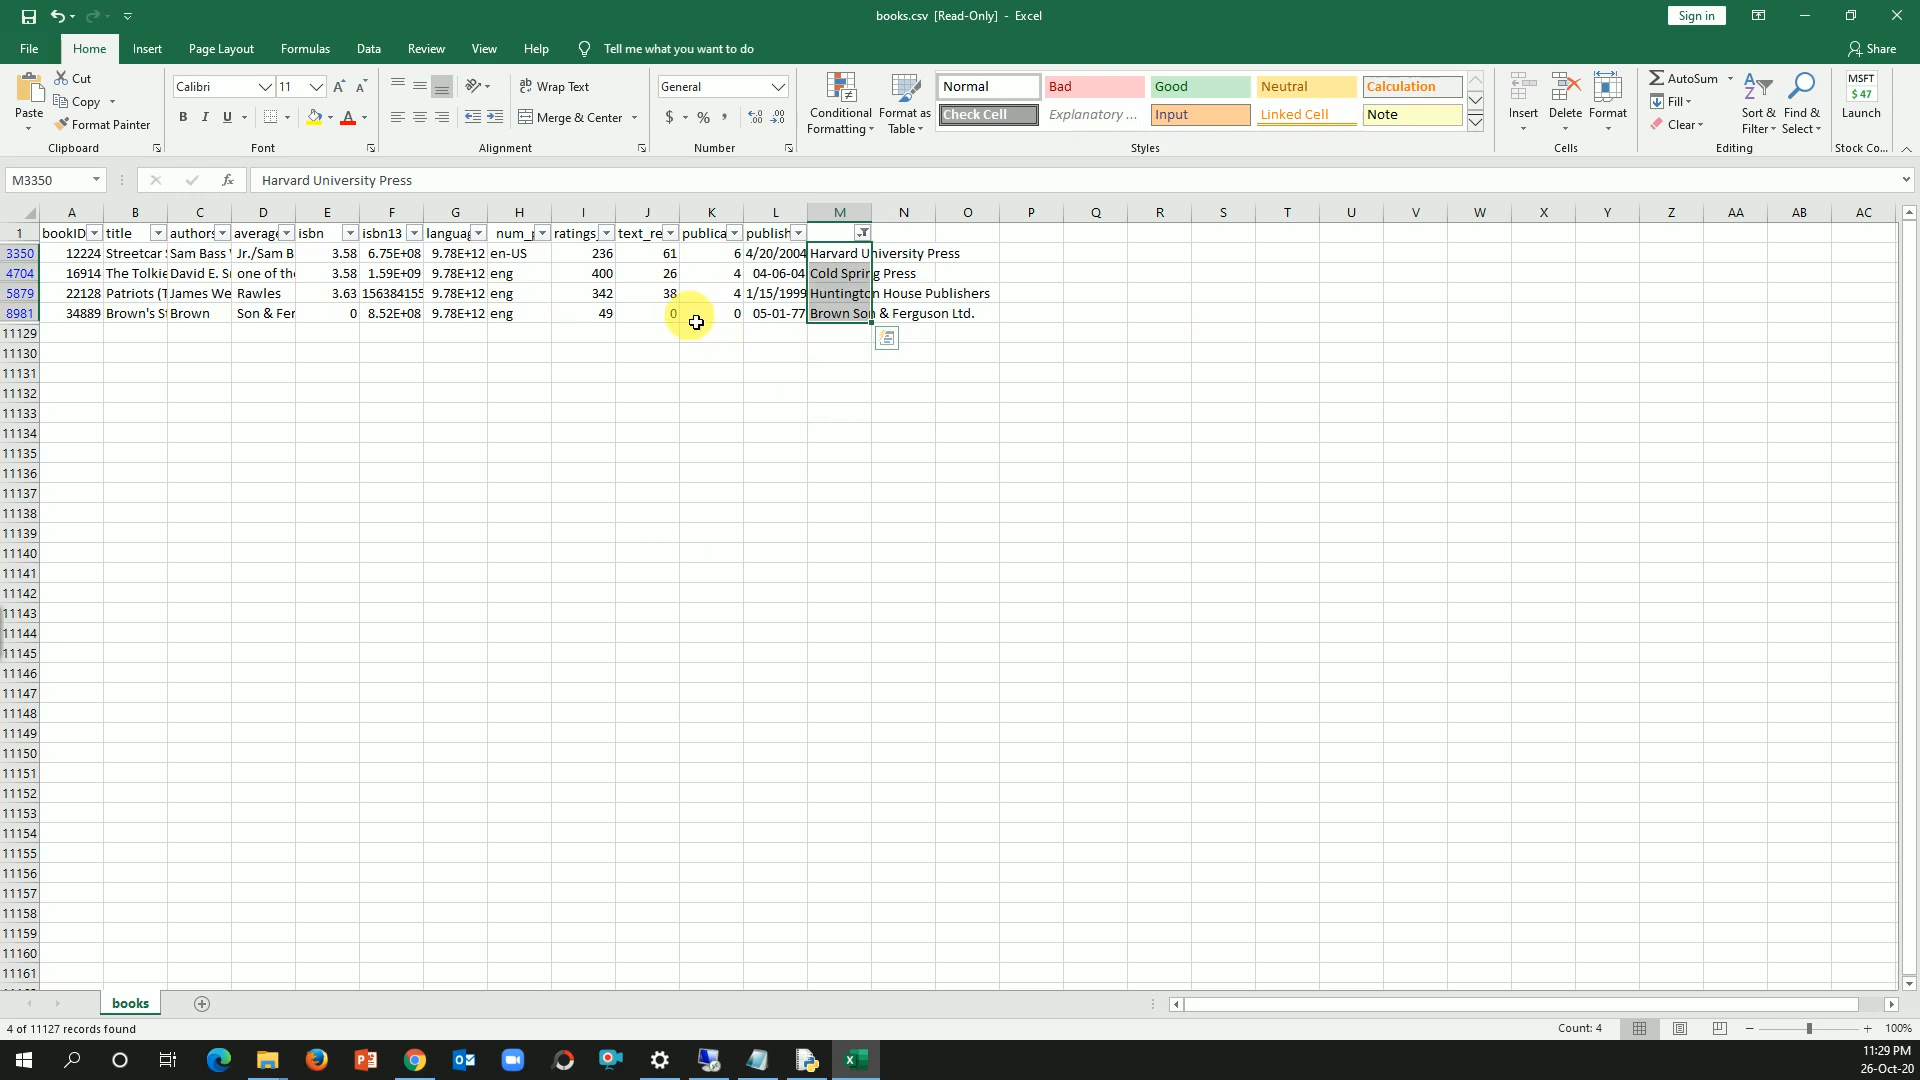 books.csv [Read-Only] - Excel
Sign in
File Home Insert Page Layout Formulas Data Review View Help Tell me what you want to do
Share
Paste
Cut
Copy
Format Painter
Clipboard
Calibri 11
B I U
Font
Wrap Text
Merge & Center
Alignment
General
$ % ,
Number
Conditional Formatting
Format as Table
Normal Bad Good Neutral Calculation
Check Cell Explanatory ... Input Linked Cell Note
Styles
Insert Delete Format
Cells
AutoSum
Fill
Clear
Sort & Filter
Find & Select
Editing
MSFT
$ 47
Launch
Stock Co...
M3350 fx Harvard University Press
A B C D E F G H I J K L M N O P Q R S T U V W X Y Z AA AB AC
1 bookID title authors average isbn isbn13 languag num_p ratings_ text_re publica publish
3350 12224 Streetcar Sam Bass Jr./Sam B 3.58 6.75E+08 9.78E+12 en-US 236 61 6 4/20/2004 Harvard University Press
4704 16914 The Tolkie David E. Sr one of the 3.58 1.59E+09 9.78E+12 eng 400 26 4 04-06-04 Cold Spring Press
5879 22128 Patriots (T James We Rawles 3.63 156384155 9.78E+12 eng 342 38 4 1/15/1999 Huntington House Publishers
8981 34889 Brown's St Brown Son & Fer 0 8.52E+08 9.78E+12 eng 49 0 0 05-01-77 Brown Son & Ferguson Ltd.
11129
11130
11131
11132
11133
11134
11135
11136
11137
11138
11139
11140
11141
11142
11143
11144
11145
11146
11147
11148
11149
11150
11151
11152
11153
11154
11155
11156
11157
11158
11159
11160
11161
books
4 of 11127 records found
Count: 4
100%
11:29 PM
26-Oct-20